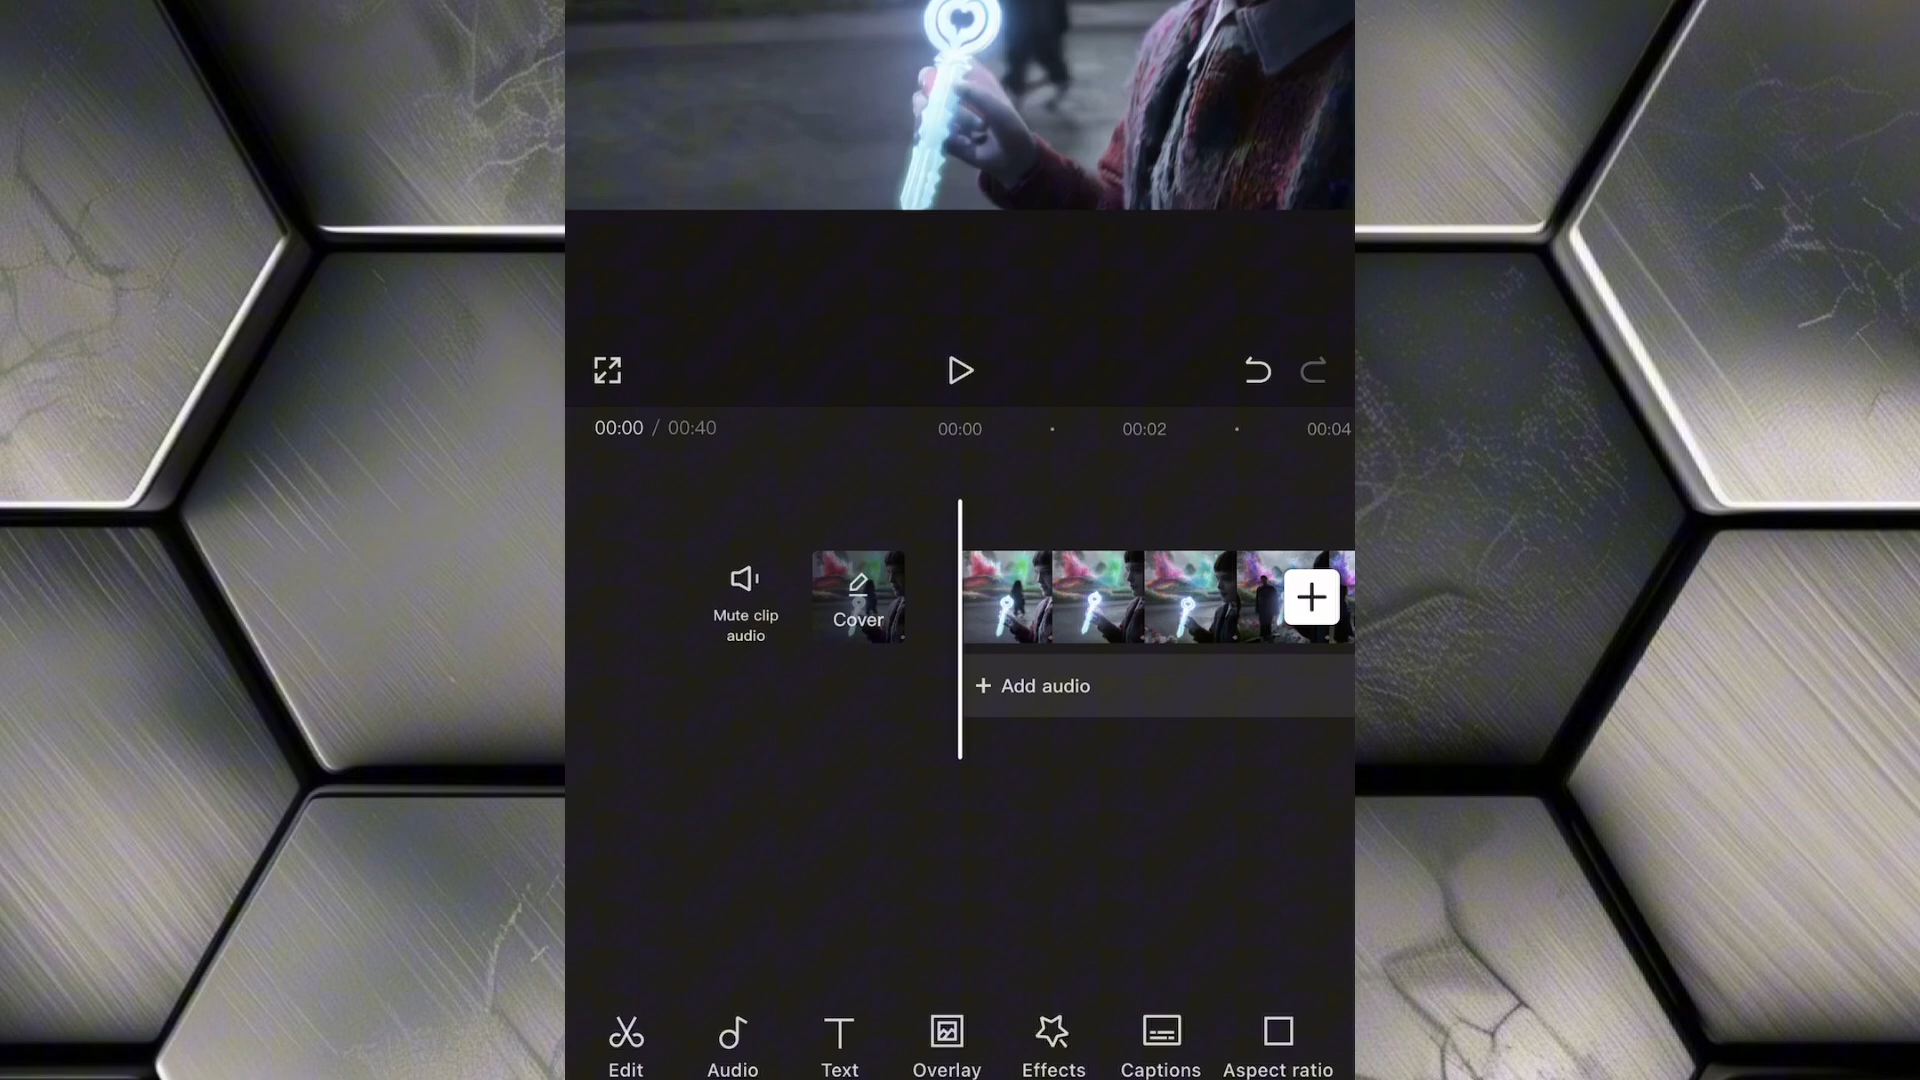 00:00 / 00:40
00:00
00:02
00:04
Mute clip
audio
Cover
+ Add audio
Edit
Audio
Text
Overlay
Effects
Captions
Aspect ratio